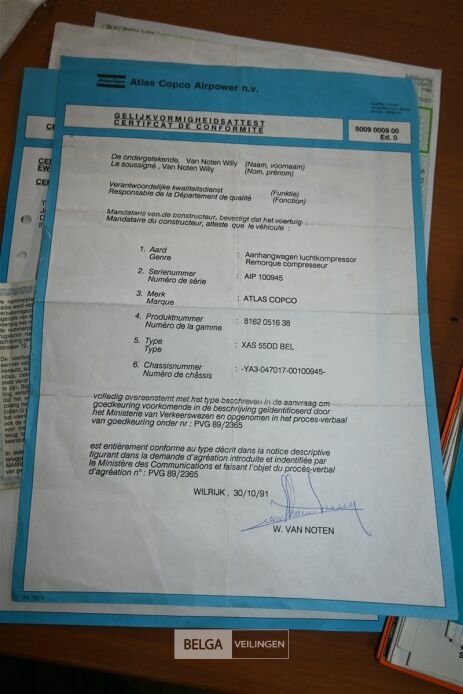 Atlas Copco
Atlas Copco Airpower n.v.
GELIJKVORMIGHEIDSATTEST
CERTIFCAT DE CONFORMITE
5009 0009 00
Ed. 0
De ondergetekende, Van Noten Willy (Naam, voornaam)
Le soussigné, Van Noten Willy (Nom, prénom)
Verantwoordelijke kwaliteitsdienst (Funktie)
Responsable de la Département de qualité (Fonction)
Mandataris van de constructeur, bevestigt dat het voertuig :
Mandataire du constructeur, atteste que le véhicule :
1. Aard : Aanhangwagen luchtkompressor
Genre Remorque compresseur
2. Serienummer : AIP 100945
Numéro de série
3. Merk : ATLAS COPCO
Marque
4. Produktnummer : 8162 0516 38
Numéro de la gamme
5. Type : XAS 55DD BEL
Type
6. Chassisnummer : -YA3-047017-00100945-
Numéro de châssis
volledig overeenstemt met het type beschreven in de aanvraag om
goedkeuring voorkomende in de beschrijving geïdentificeerd door
het Ministerie van Verkeerswezen en opgenomen in het proces-verbaal
van goedkeuring onder nr : PVG 89/2365
est entièrement conforme au type décrit dans la notice descriptive
figurant dans la demande d'agréation introduite et indentifiée par
le Ministère des Communications et faisant l'objet du procès-verbal
d'agréation n° : PVG 89/2365
WILRIJK, 30/10/91
W. VAN NOTEN
BELGA VEILINGEN